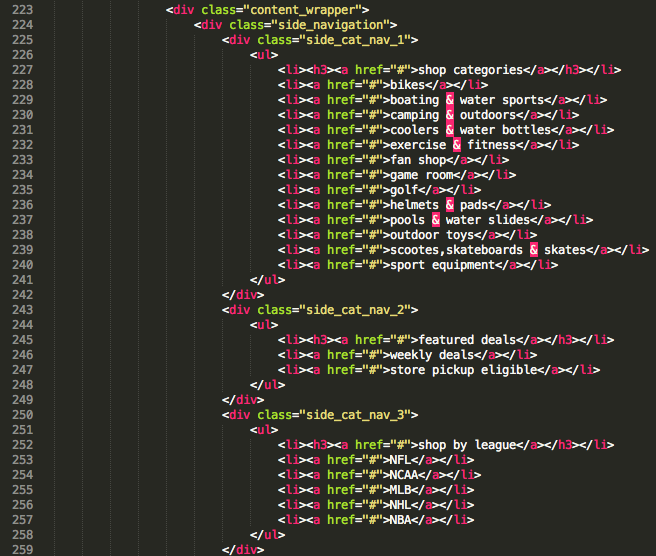 223 <div class="content_wrapper">
224 <div class="side_navigation">
225 <div class="side_cat_nav_1">
226 <ul>
227 <li><h3><a href="#">shop categories</a></h3></li>
228 <li><a href="#">bikes</a></li>
229 <li><a href="#">boating & water sports</a></li>
230 <li><a href="#">camping & outdoors</a></li>
231 <li><a href="#">coolers & water bottles</a></li>
232 <li><a href="#">exercise & fitness</a></li>
233 <li><a href="#">fan shop</a></li>
234 <li><a href="#">game room</a></li>
235 <li><a href="#">golf</a></li>
236 <li><a href="#">helmets & pads</a></li>
237 <li><a href="#">pools & water slides</a></li>
238 <li><a href="#">outdoor toys</a></li>
239 <li><a href="#">scootes,skateboards & skates</a></li>
240 <li><a href="#">sport equipment</a></li>
241 </ul>
242 </div>
243 <div class="side_cat_nav_2">
244 <ul>
245 <li><h3><a href="#">featured deals</a></h3></li>
246 <li><a href="#">weekly deals</a></li>
247 <li><a href="#">store pickup eligible</a></li>
248 </ul>
249 </div>
250 <div class="side_cat_nav_3">
251 <ul>
252 <li><h3><a href="#">shop by league</a></h3></li>
253 <li><a href="#">NFL</a></li>
254 <li><a href="#">NCAA</a></li>
255 <li><a href="#">MLB</a></li>
256 <li><a href="#">NHL</a></li>
257 <li><a href="#">NBA</a></li>
258 </ul>
259 </div>